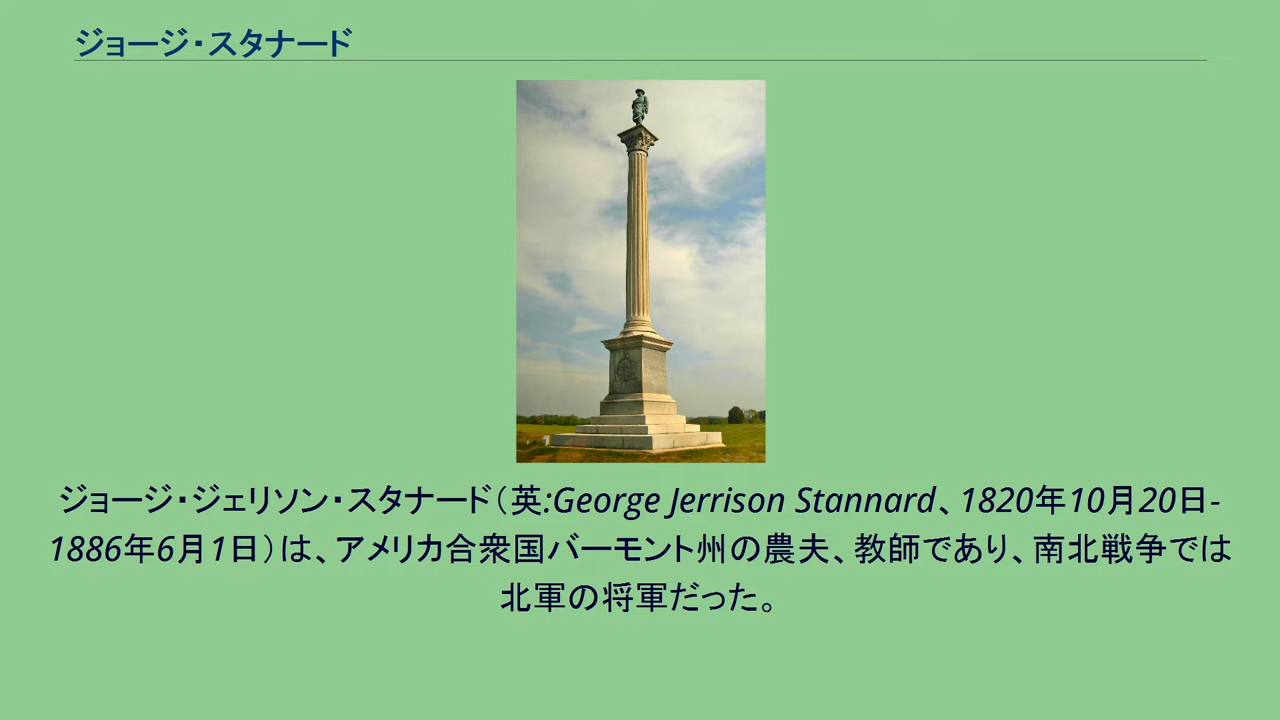 ジョージ・スタナード
ジョージ・ジェリソン・スタナード（英:George Jerrison Stannard、1820年10月20日-
1886年6月1日）は、アメリカ合衆国バーモント州の農夫、教師であり、南北戦争では
北軍の将軍だった。